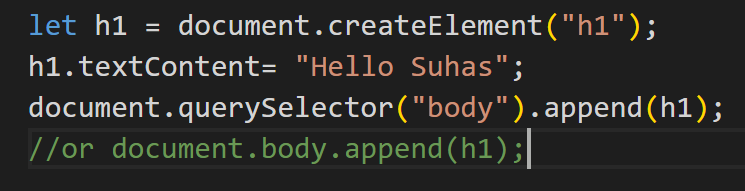 let h1 = document.createElement("h1");
h1.textContent= "Hello Suhas";
document.querySelector("body").append(h1);
//or document.body.append(h1);